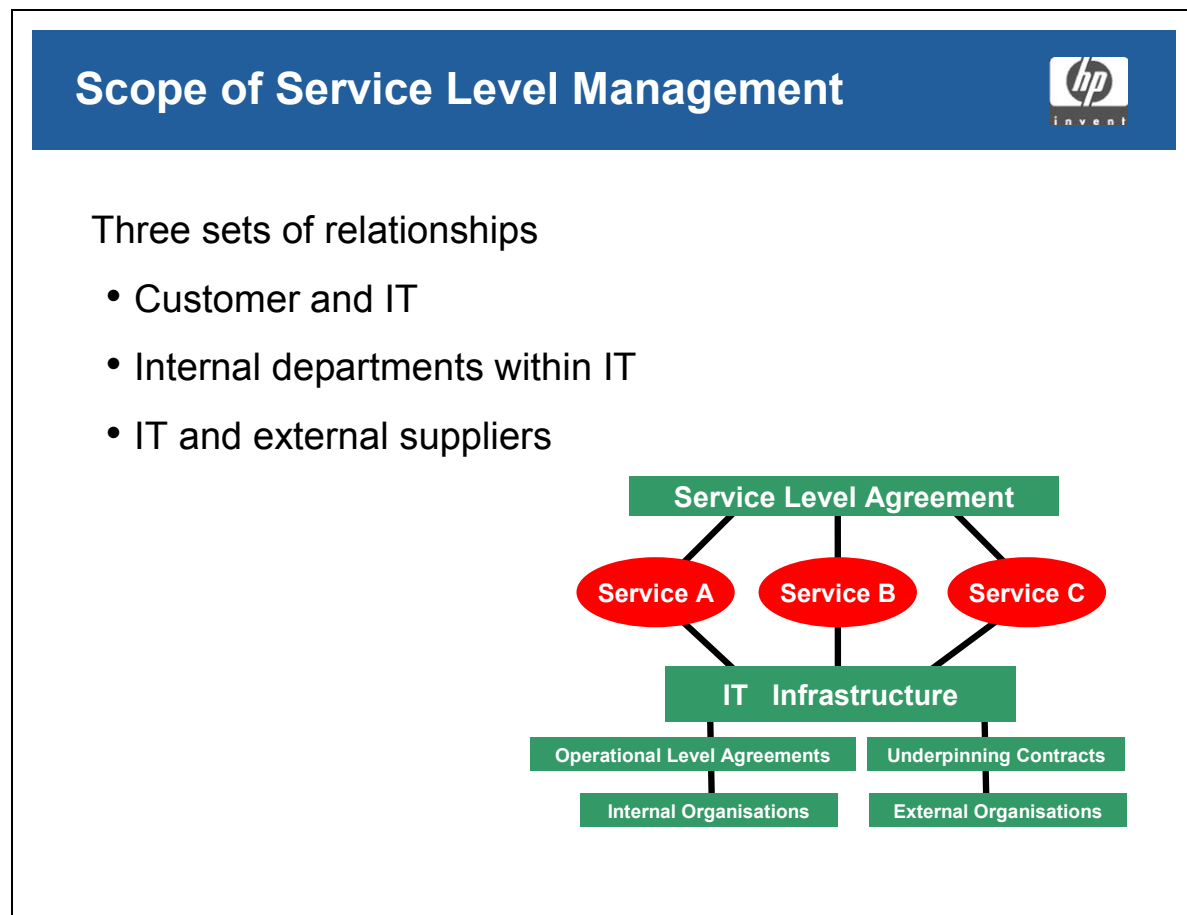 Scope of Service Level Management
hp
invent
Three sets of relationships
• Customer and IT
• Internal departments within IT
• IT and external suppliers
Service Level Agreement
Service A Service B Service C
IT Infrastructure
Operational Level Agreements Underpinning Contracts
Internal Organisations External Organisations